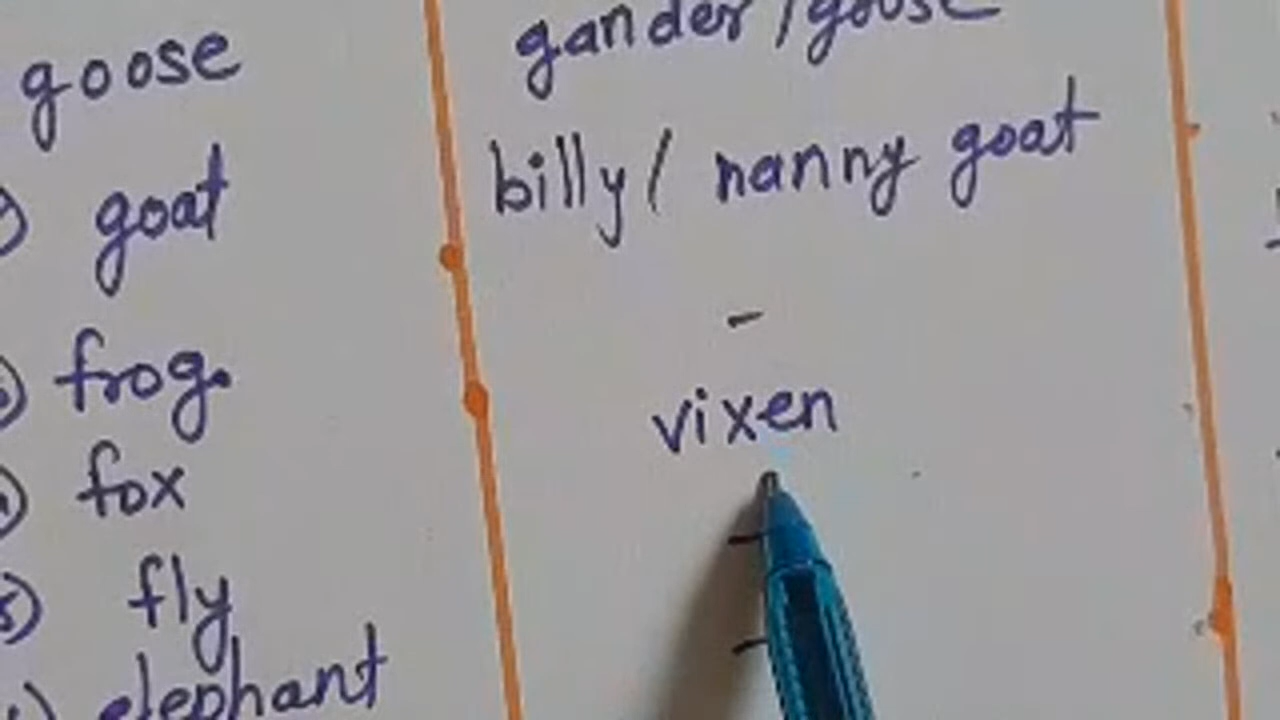 goose gander/goose
goat billy/ nanny goat
frog. -
fox vixen
fly -
elephant -